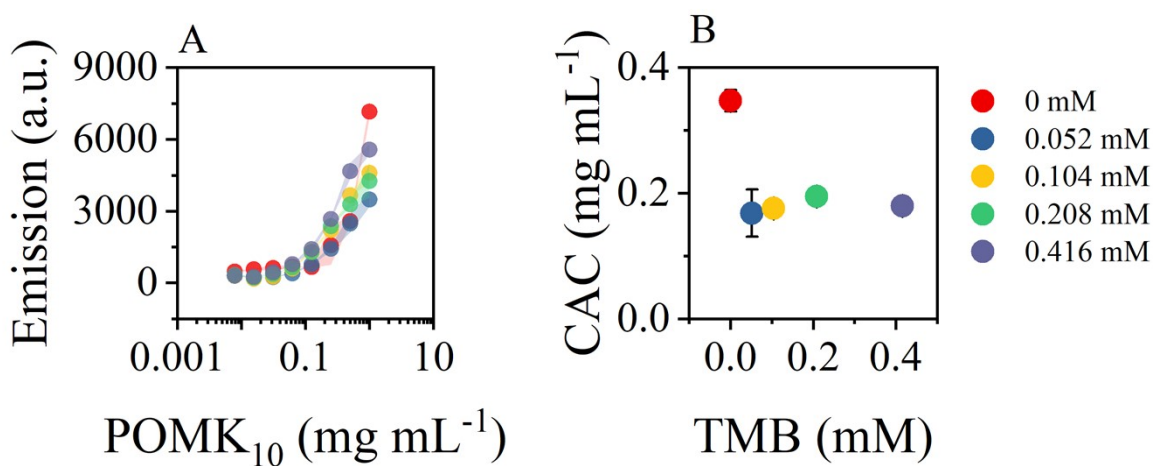 A
Emission (a.u.)
9000
6000
3000
0
0.001
0.1
10
POMK₁₀ (mg mL⁻¹)
B
CAC (mg mL⁻¹)
0.4
0.2
0.0
0.0
0.2
0.4
TMB (mM)
0 mM
0.052 mM
0.104 mM
0.208 mM
0.416 mM